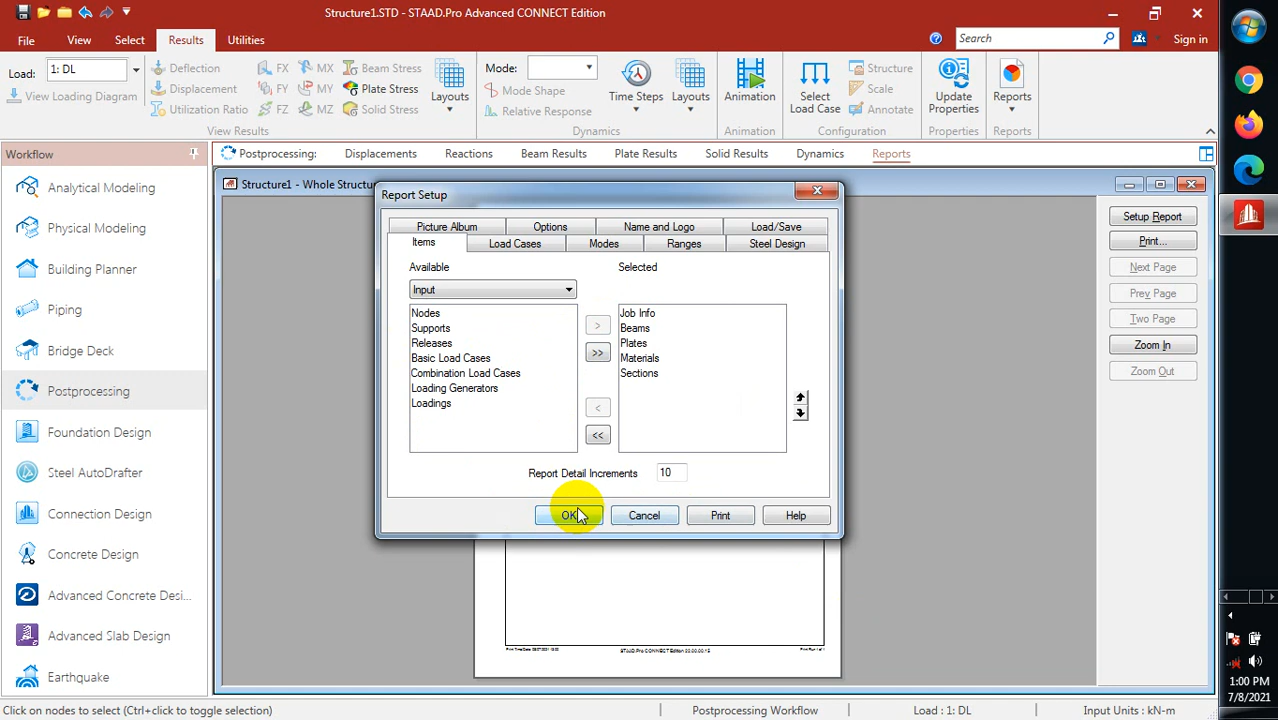 Structure1.STD - STAAD.Pro Advanced CONNECT Edition
File View Select Results Utilities Search Sign in
Load: 1: DL
View Loading Diagram
Deflection
Displacement
Utilization Ratio
FX
FY
FZ
MX
MY
MZ
Beam Stress
Plate Stress
Solid Stress
Layouts
View Results
Mode:
Mode Shape
Relative Response
Time Steps
Layouts
Dynamics
Animation
Animation
Select Load Case
Structure
Scale
Annotate
Configuration
Update Properties
Properties
Reports
Reports
Workflow
Postprocessing: Displacements Reactions Beam Results Plate Results Solid Results Dynamics Reports
Analytical Modeling
Physical Modeling
Building Planner
Piping
Bridge Deck
Postprocessing
Foundation Design
Steel AutoDrafter
Connection Design
Concrete Design
Advanced Concrete Desi...
Advanced Slab Design
Earthquake
Structure1 - Whole Struct
Report Setup
Picture Album Options Name and Logo Load/Save
Items Load Cases Modes Ranges Steel Design
Available Selected
Input
Nodes
Supports
Releases
Basic Load Cases
Combination Load Cases
Loading Generators
Loadings
>
>>
<
<<
Job Info
Beams
Plates
Materials
Sections
Report Detail Increments 10
OK Cancel Print Help
STAAD.Pro CONNECT Edition
Setup Report
Print...
Next Page
Prev Page
Two Page
Zoom In
Zoom Out
1:00 PM
7/8/2021
Click on nodes to select (Ctrl+click to toggle selection) Postprocessing Workflow Load : 1: DL Input Units : kN-m